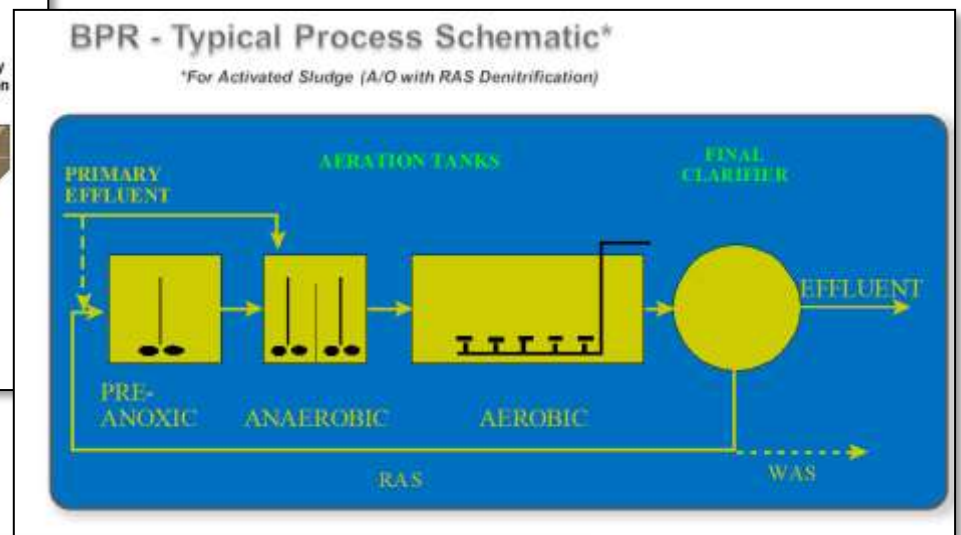 BPR - Typical Process Schematic*
*For Activated Sludge (A/O with RAS Denitrification)
AERATION TANKS
FINAL
CLARIFIER
PRIMARY
EFFLUENT
EFFLUENT
PRE-
ANOXIC
ANAEROBIC
AEROBIC
RAS
WAS